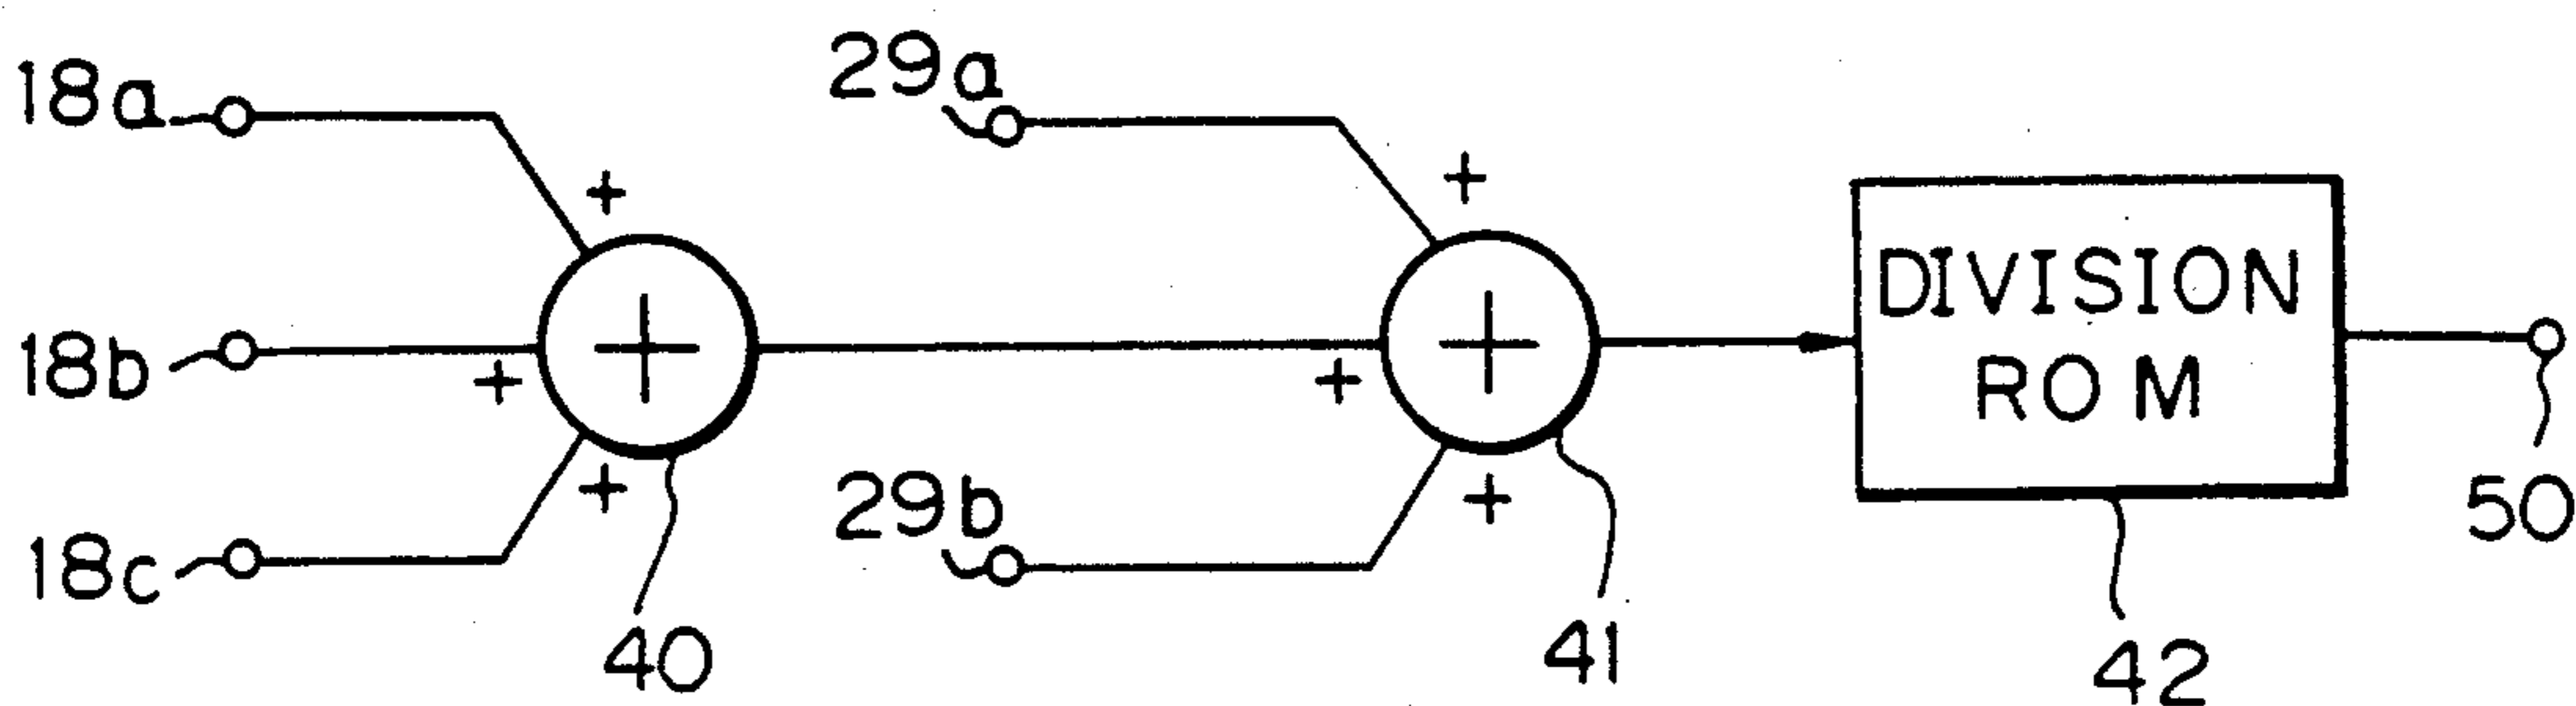 18a
29a
+
+
DIVISION
ROM
18b
+
+
+
+
50
18c
+
29b
+
40
41
42